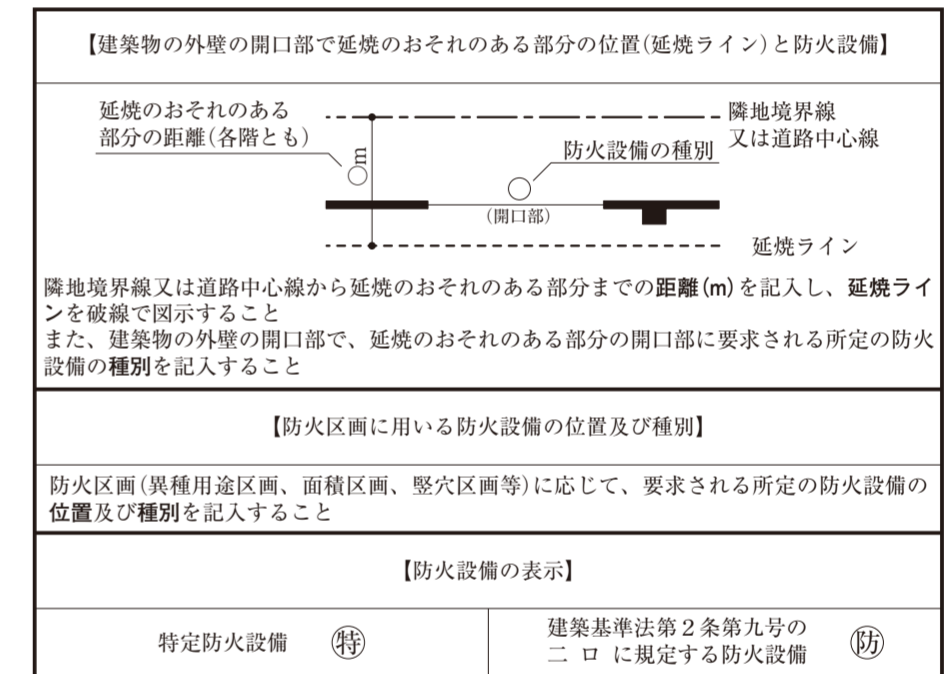 【建築物の外壁の開口部で延焼のおそれのある部分の位置(延焼ライン)と防火設備】
延焼のおそれのある
部分の距離(各階とも)
○m
隣地境界線
又は道路中心線
防火設備の種別
○
(開口部)
延焼ライン
隣地境界線又は道路中心線から延焼のおそれのある部分までの距離(m)を記入し、延焼ライ
ンを破線で図示すること
また、建築物の外壁の開口部で、延焼のおそれのある部分の開口部に要求される所定の防火
設備の種別を記入すること
【防火区画に用いる防火設備の位置及び種別】
防火区画(異種用途区画、面積区画、竪穴区画等)に応じて、要求される所定の防火設備の
位置及び種別を記入すること
【防火設備の表示】
特定防火設備 ㊕
建築基準法第2条第九号の
二 ロ に規定する防火設備
防